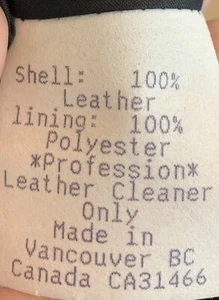 Shell: 100%
Leather
lining: 100%
Polyester
*Profession*
Leather Cleaner
Only
Made in
Vancouver BC
Canada CA31466